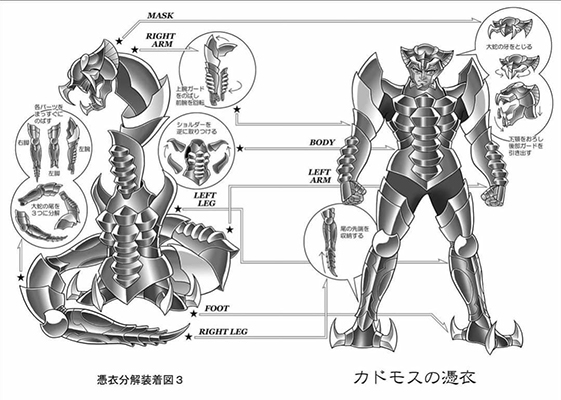 MASK
RIGHT
ARM
上腕ガード
をのばし
前腕を回転
大蛇の牙をとじる
天頭をおろし
後部ガードを
引き出す
各パーツを
まっすぐに
のばす
右脚
左脚
左腕
ショルダーを
逆に取りつける
BODY
LEFT
ARM
LEFT
LEG
大蛇の尾を
3つに分解
尾の先端を
収納する
FOOT
RIGHT LEG
憑衣分解装着図3
カドモスの憑衣